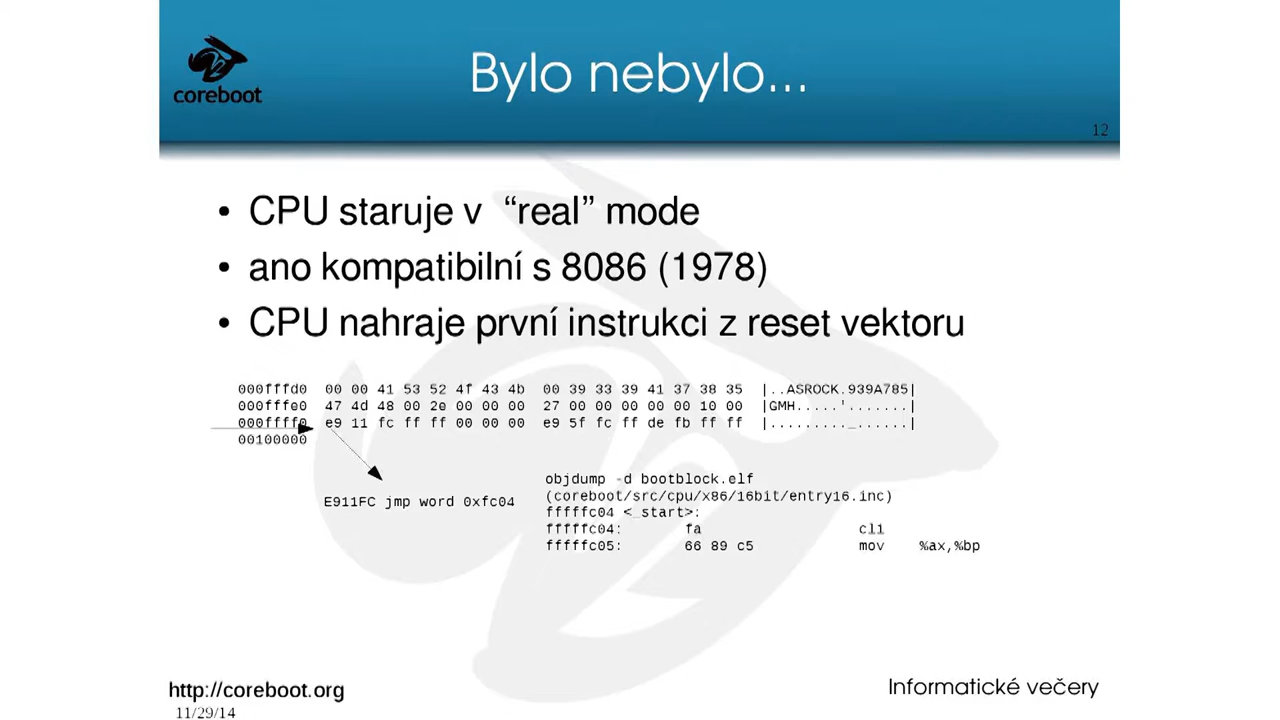 coreboot
Bylo nebylo...
12
• CPU staruje v “real” mode
• ano kompatibilní s 8086 (1978)
• CPU nahraje první instrukci z reset vektoru
000fffd0 00 00 41 53 52 4f 43 4b 00 39 33 39 41 37 38 35 |..ASROCK.939A785|
000fffe0 47 4d 48 00 2e 00 00 00 27 00 00 00 00 00 10 00 |GMH.....'.......|
000ffff0 e9 11 fc ff ff 00 00 00 e9 5f fc ff de fb ff ff |........._......|
00100000
E911FC jmp word 0xfc04
objdump -d bootblock.elf
(coreboot/src/cpu/x86/16bit/entry16.inc)
fffffc04 <_start>:
fffffc04: fa cli
fffffc05: 66 89 c5 mov %ax,%bp
http://coreboot.org
11/29/14
Informatické večery